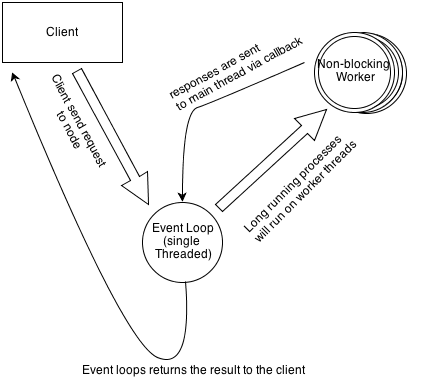 Client
Client send request
to node
responses are sent
to main thread via callback
Non-blocking
Worker
Long running processes
will run on worker threads
Event Loop
(single
Threaded)
Event loops returns the result to the client